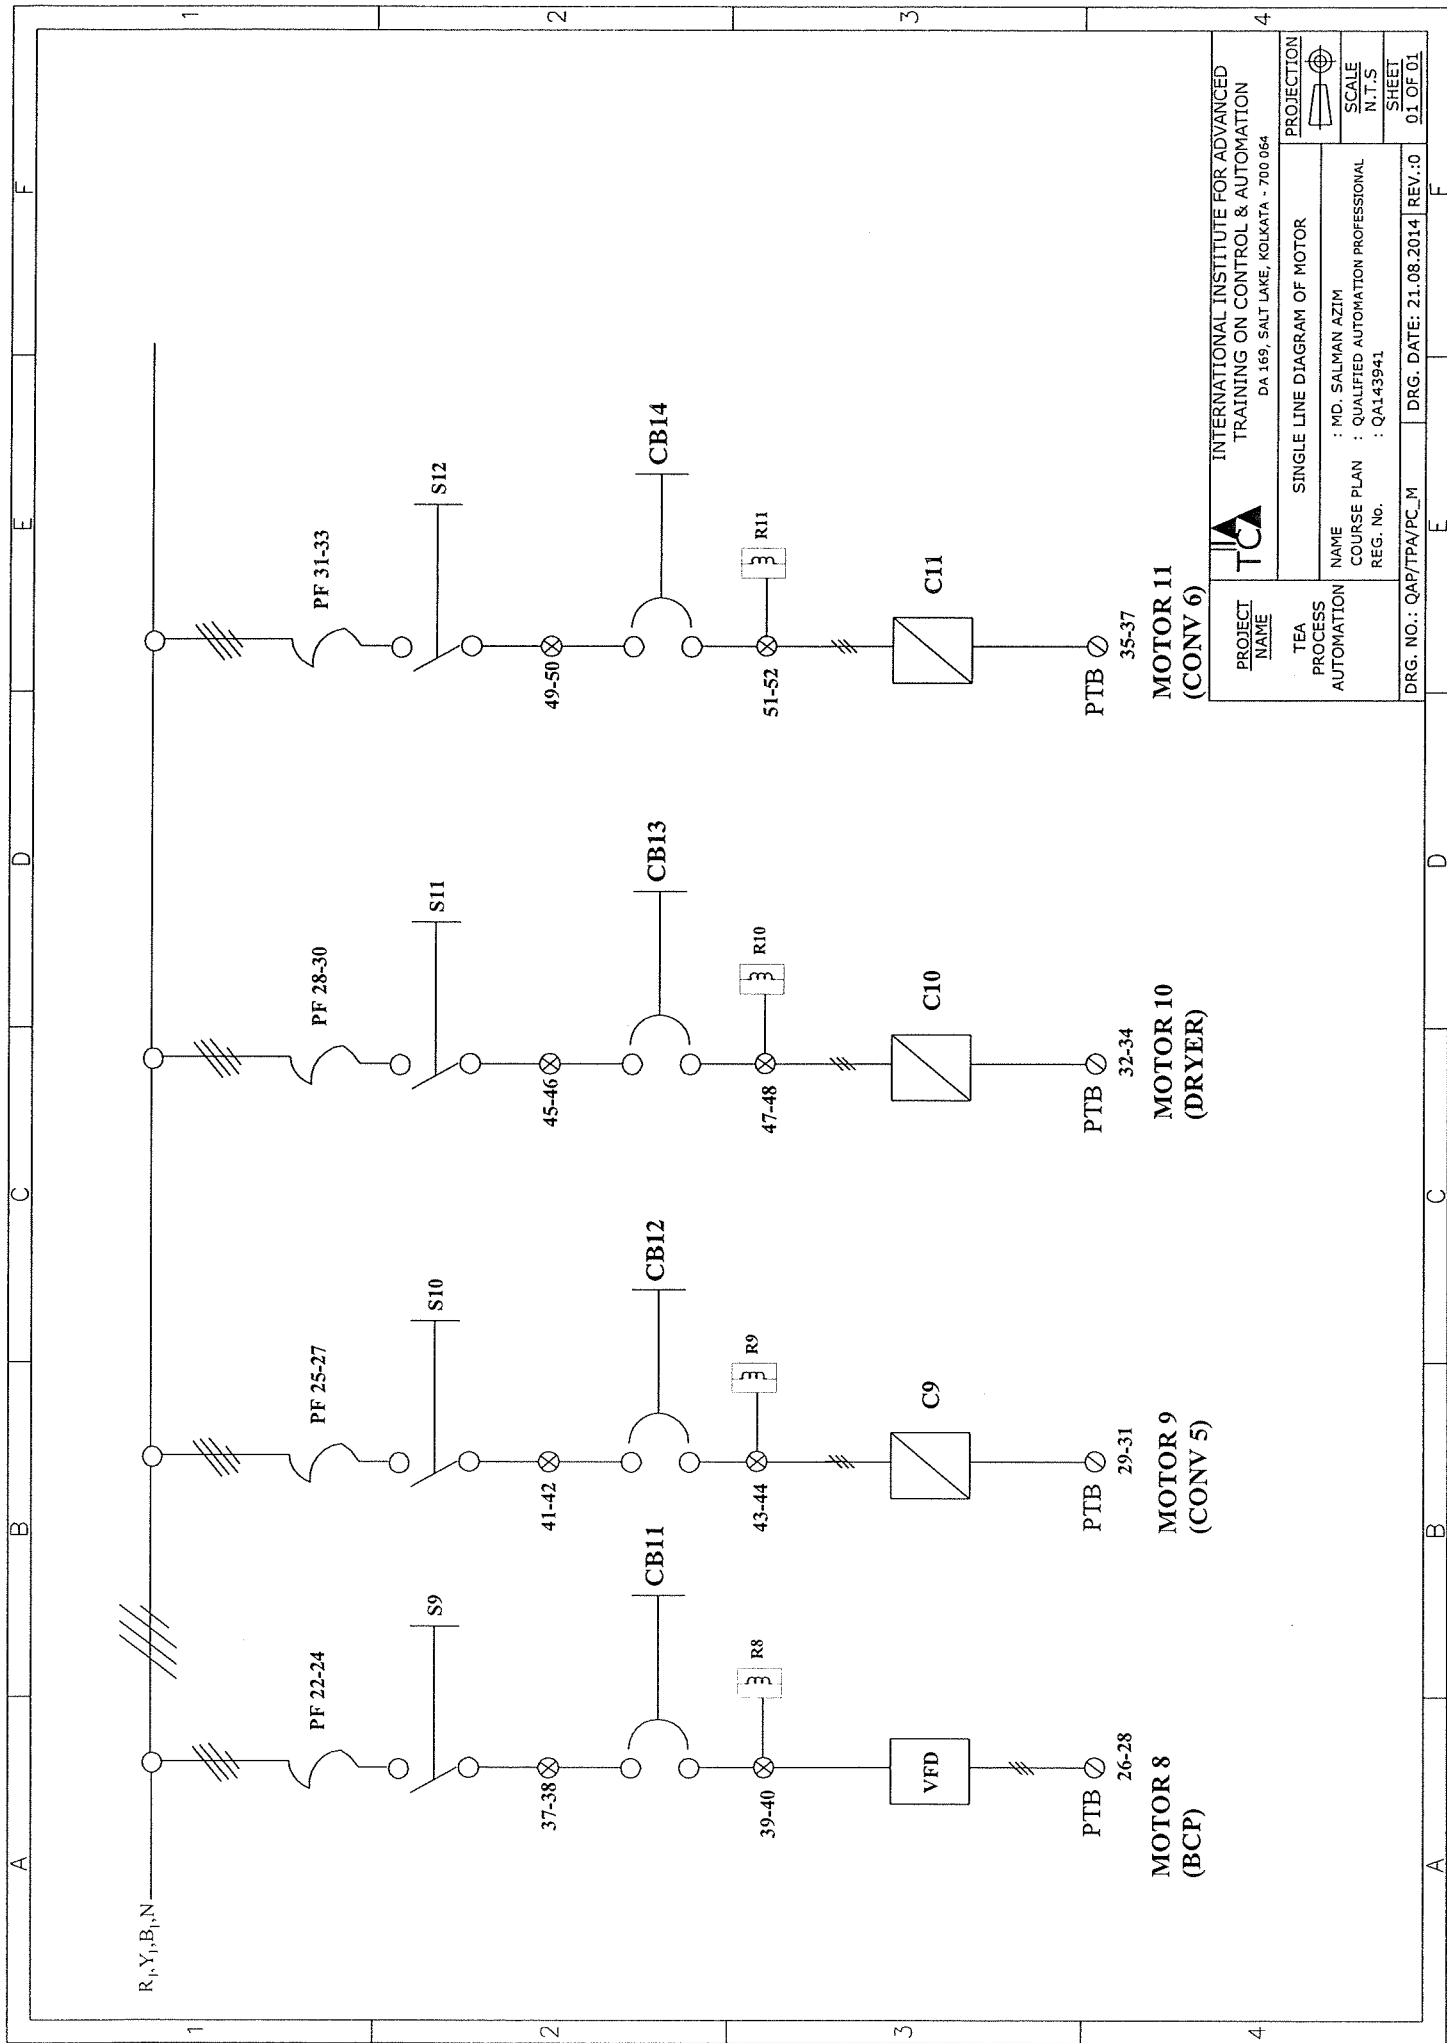 A
B
C
D
E
F
1
2
3
4
R₁,Y₁,B₁,N
PF 22-24
S9
37-38
CB11
39-40
R8
VFD
PTB
26-28
MOTOR 8
(BCP)
PF 25-27
S10
41-42
CB12
43-44
R9
C9
PTB
29-31
MOTOR 9
(CONV 5)
PF 28-30
S11
45-46
CB13
47-48
R10
C10
PTB
32-34
MOTOR 10
(DRYER)
PF 31-33
S12
49-50
CB14
51-52
R11
C11
PTB
35-37
MOTOR 11
(CONV 6)
PROJECT
NAME
TEA
PROCESS
AUTOMATION
IIA
TCA
INTERNATIONAL INSTITUTE FOR ADVANCED
TRAINING ON CONTROL & AUTOMATION
DA 169, SALT LAKE, KOLKATA - 700 064
SINGLE LINE DIAGRAM OF MOTOR
NAME : MD. SALMAN AZIM
COURSE PLAN : QUALIFIED AUTOMATION PROFESSIONAL
REG. No. : QA143941
PROJECTION
SCALE
N.T.S
SHEET
01 OF 01
DRG. NO.: QAP/TPA/PC_M
DRG. DATE: 21.08.2014
REV.:0
1
2
3
4
A
B
C
D
E
F